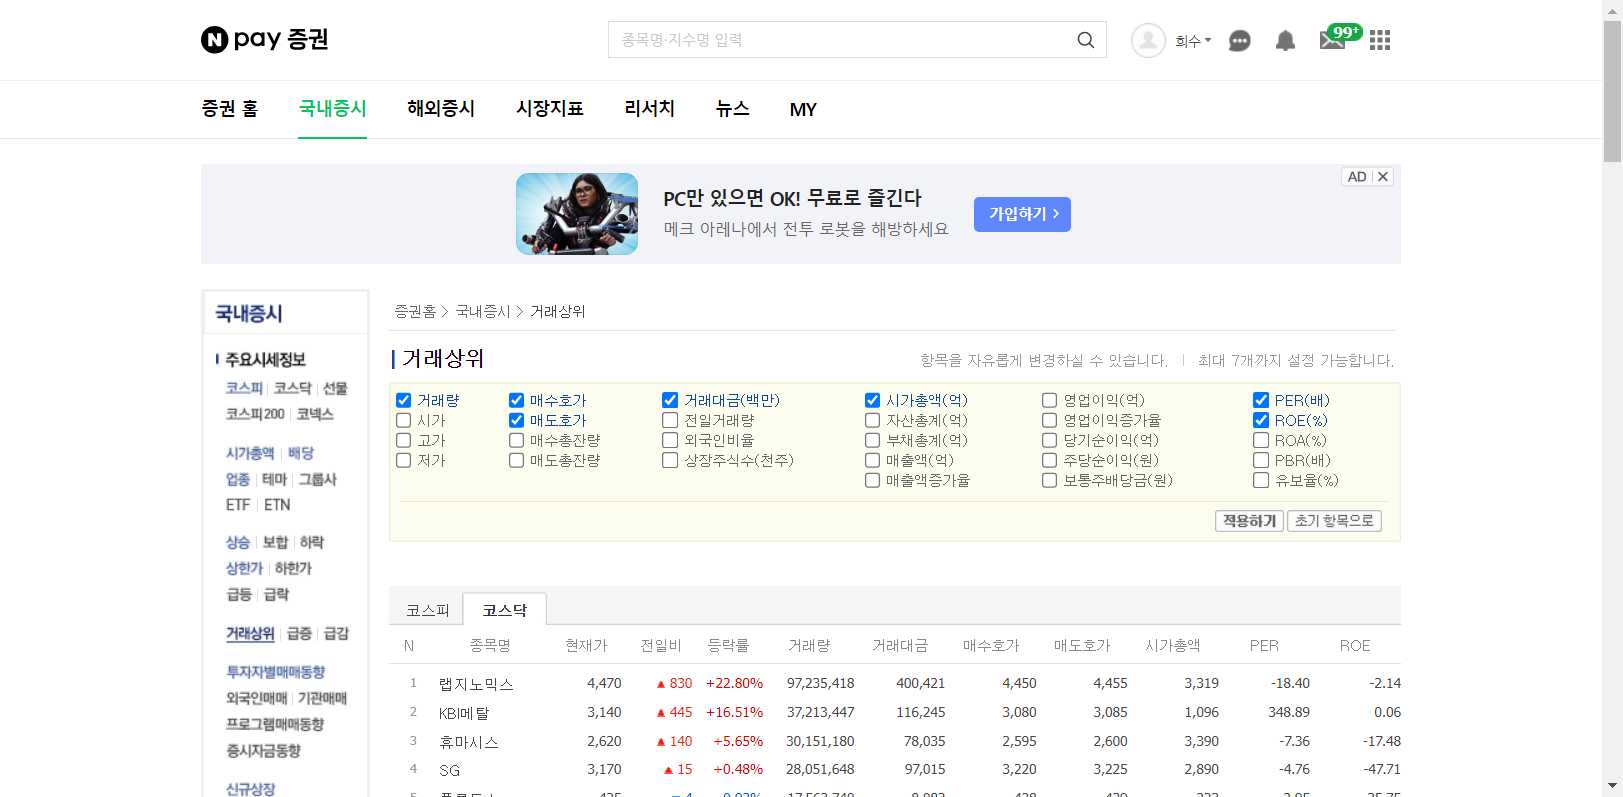 N pay 증권
종목명·지수명 입력
희수
99+
증권 홈 국내증시 해외증시 시장지표 리서치 뉴스 MY
AD
PC만 있으면 OK! 무료로 즐긴다
메크 아레나에서 전투 로봇을 해방하세요
가입하기
국내증시
주요시세정보
코스피 코스닥 선물
코스피200 코넥스
시가총액 배당
업종 테마 그룹사
ETF ETN
상승 보합 하락
상한가 하한가
급등 급락
거래상위 급증 급감
투자자별매매동향
외국인매매 기관매매
프로그램매매동향
증시자금동향
신규상장
증권홈 > 국내증시 > 거래상위
거래상위
항목을 자유롭게 변경하실 수 있습니다. | 최대 7개까지 설정 가능합니다.
거래량 매수호가 거래대금(백만) 시가총액(억) 영업이익(억) PER(배)
시가 매도호가 전일거래량 자산총계(억) 영업이익증가율 ROE(%)
고가 매수총잔량 외국인비율 부채총계(억) 당기순이익(억) ROA(%)
저가 매도총잔량 상장주식수(천주) 매출액(억) 주당순이익(원) PBR(배)
매출액증가율 보통주배당금(원) 유보율(%)
적용하기 초기 항목으로
코스피 코스닥
N 종목명 현재가 전일비 등락률 거래량 거래대금 매수호가 매도호가 시가총액 PER ROE
1 랩지노믹스 4,470 ▲ 830 +22.80% 97,235,418 400,421 4,450 4,455 3,319 -18.40 -2.14
2 KBI메탈 3,140 ▲ 445 +16.51% 37,213,447 116,245 3,080 3,085 1,096 348.89 0.06
3 휴마시스 2,620 ▲ 140 +5.65% 30,151,180 78,035 2,595 2,600 3,390 -7.36 -17.48
4 SG 3,170 ▲ 15 +0.48% 28,051,648 97,015 3,220 3,225 2,890 -4.76 -47.71